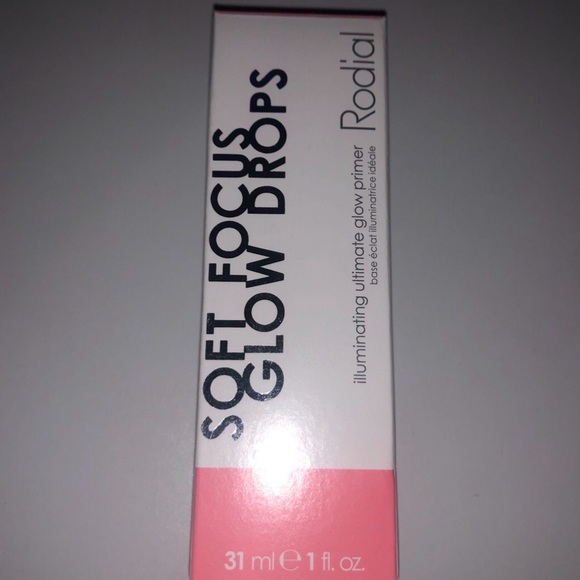 SOFT FOCUS
GLOW DROPS
illuminating ultimate glow primer
base éclat illuminatrice idéale
Rodial
31 ml ℮ 1 fl. oz.